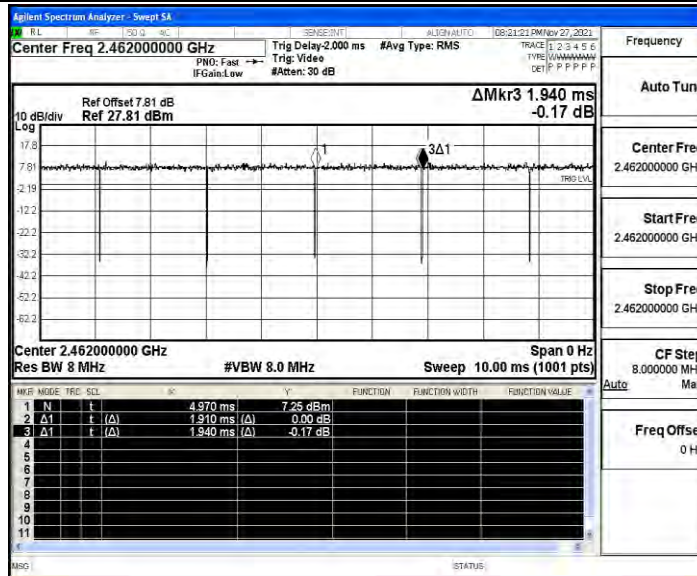 Agilent Spectrum Analyzer - Swept SA
RL RF 50 Ω AC SENSE:INT ALIGN AUTO 08:21:21 PM Nov 27, 2021
Center Freq 2.462000000 GHz
PNO: Fast
IFGain:Low
Trig Delay-2.000 ms
Trig: Video
#Atten: 30 dB
#Avg Type: RMS
TRACE 1 2 3 4 5 6
TYPE WWWWWW
DET P P P P P P
Ref Offset 7.81 dB
10 dB/div Ref 27.81 dBm
Log
ΔMkr3 1.940 ms
-0.17 dB
17.8
7.81
-2.19
-12.2
-22.2
-32.2
-42.2
-52.2
-62.2
1
3Δ1
TRIG LVL
Center 2.462000000 GHz Span 0 Hz
Res BW 8 MHz #VBW 8.0 MHz Sweep 10.00 ms (1001 pts)
MKR MODE TRC SCL X Y FUNCTION FUNCTION WIDTH FUNCTION VALUE
1 N t 4.970 ms 7.25 dBm
2 Δ1 t (Δ) 1.910 ms (Δ) 0.00 dB
3 Δ1 t (Δ) 1.940 ms (Δ) -0.17 dB
4
5
6
7
8
9
10
11
MSG STATUS
Frequency
Auto Tun
Center Fre
2.462000000 GH
Start Fre
2.462000000 GH
Stop Fre
2.462000000 GH
CF Step
8.000000 MH
Auto Ma
Freq Offse
0 H